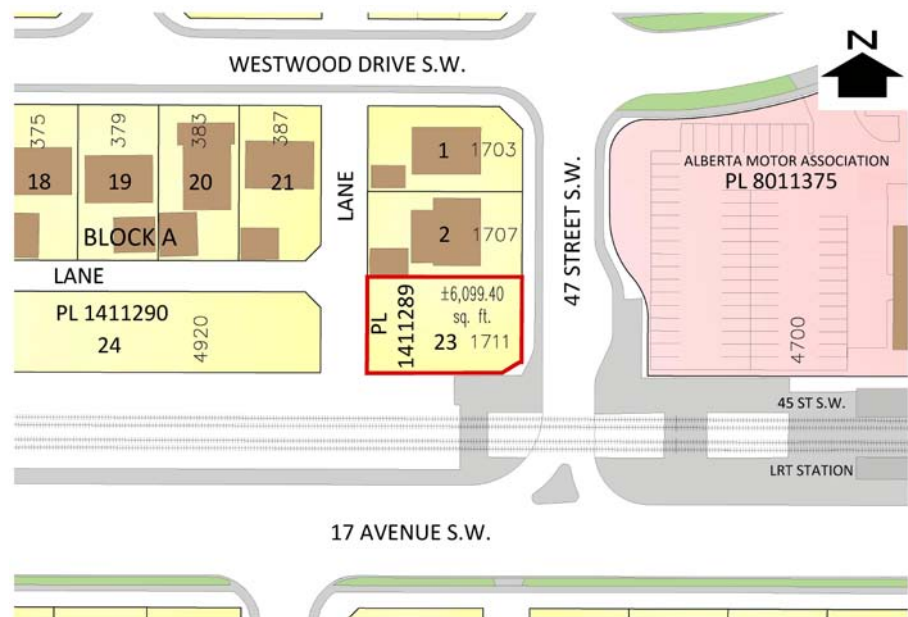 N
WESTWOOD DRIVE S.W.
375
379
383
387
18
19
20
21
BLOCK A
LANE
LANE
1
1703
2
1707
PL
1411289
±6,099.40
sq. ft.
23
1711
47 STREET S.W.
ALBERTA MOTOR ASSOCIATION
PL 8011375
4700
PL 1411290
24
4920
45 ST S.W.
LRT STATION
17 AVENUE S.W.